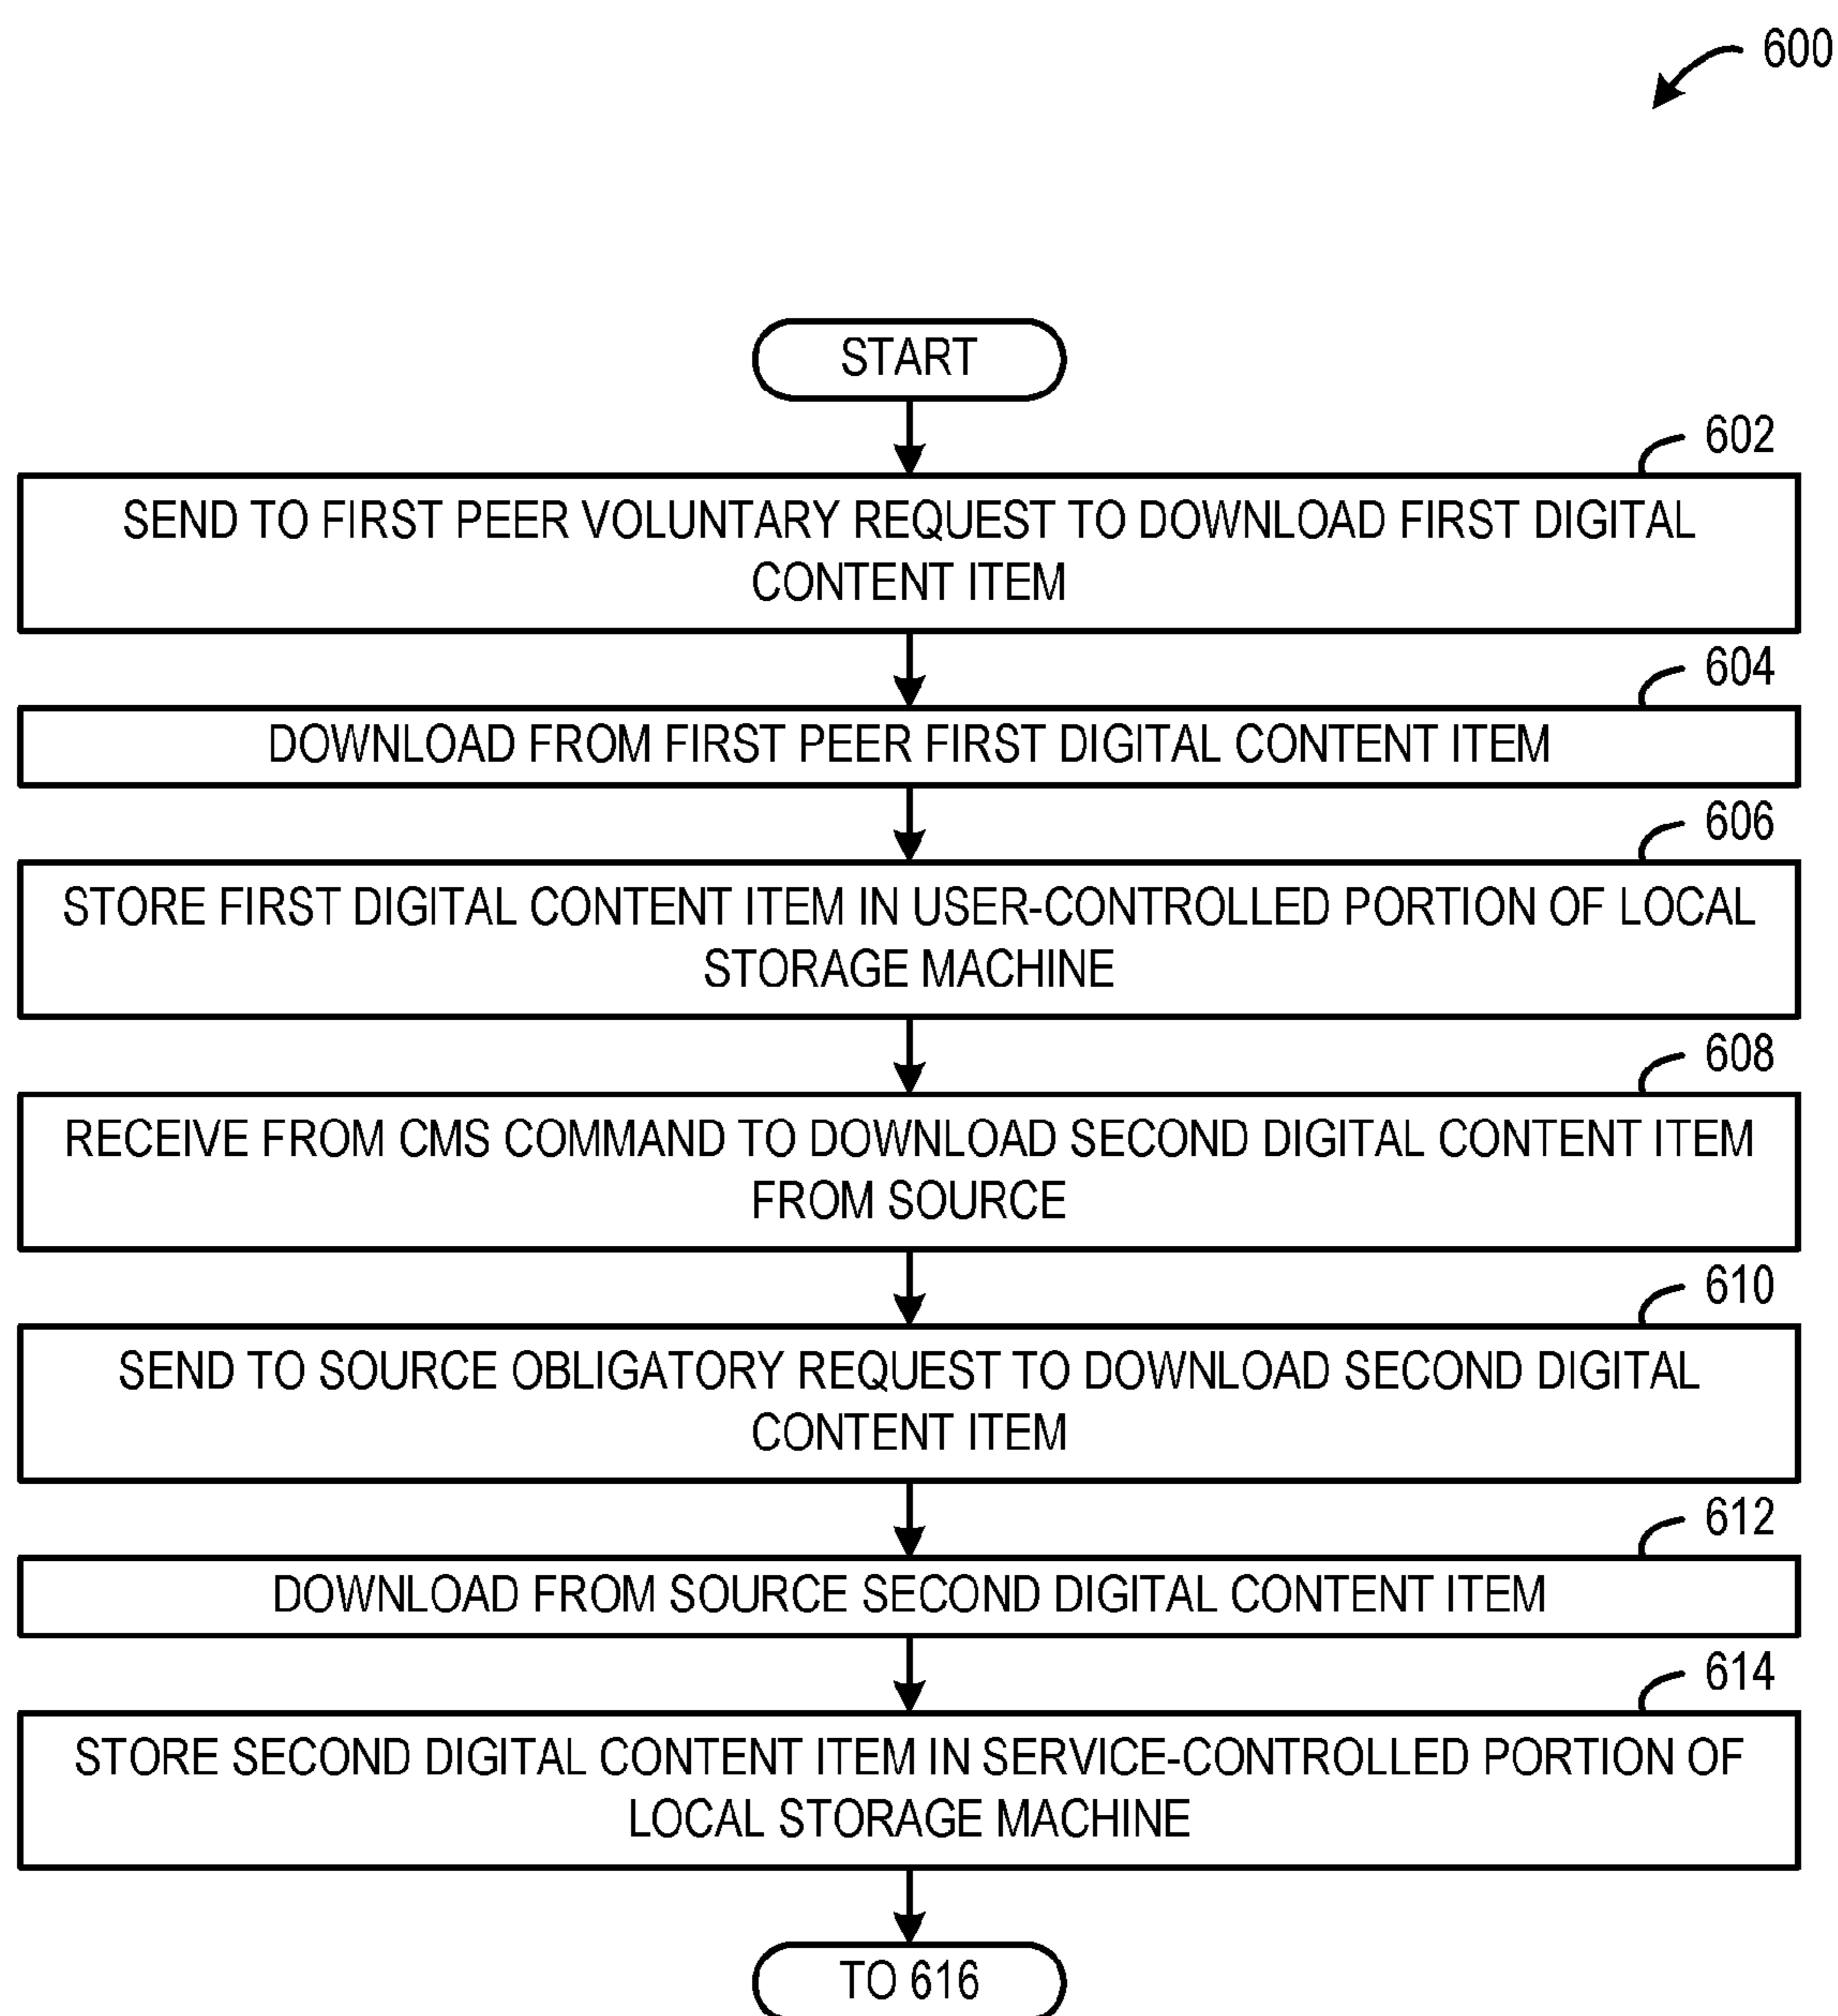 600
START
602
SEND TO FIRST PEER VOLUNTARY REQUEST TO DOWNLOAD FIRST DIGITAL
CONTENT ITEM
604
DOWNLOAD FROM FIRST PEER FIRST DIGITAL CONTENT ITEM
606
STORE FIRST DIGITAL CONTENT ITEM IN USER-CONTROLLED PORTION OF LOCAL
STORAGE MACHINE
608
RECEIVE FROM CMS COMMAND TO DOWNLOAD SECOND DIGITAL CONTENT ITEM
FROM SOURCE
610
SEND TO SOURCE OBLIGATORY REQUEST TO DOWNLOAD SECOND DIGITAL
CONTENT ITEM
612
DOWNLOAD FROM SOURCE SECOND DIGITAL CONTENT ITEM
614
STORE SECOND DIGITAL CONTENT ITEM IN SERVICE-CONTROLLED PORTION OF
LOCAL STORAGE MACHINE
TO 616